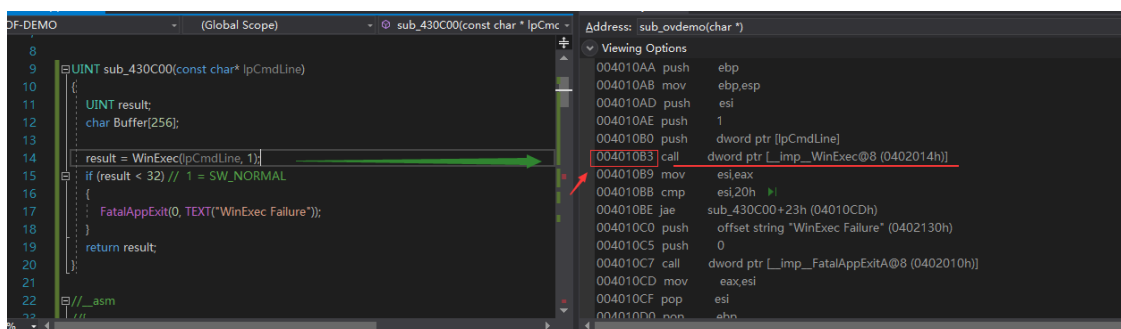 OF-DEMO (Global Scope) sub_430C00(const char * lpCmc
8
9 UINT sub_430C00(const char* lpCmdLine)
10 {
11 UINT result;
12 char Buffer[256];
13
14 result = WinExec(lpCmdLine, 1);
15 if (result < 32) // 1 = SW_NORMAL
16 {
17 FatalAppExit(0, TEXT("WinExec Failure"));
18 }
19 return result;
20 }
21
22 //__asm
23 //{
%
Address: sub_ovdemo(char *)
Viewing Options
004010AA push ebp
004010AB mov ebp,esp
004010AD push esi
004010AE push 1
004010B0 push dword ptr [lpCmdLine]
004010B3 call dword ptr [__imp__WinExec@8 (0402014h)]
004010B9 mov esi,eax
004010BB cmp esi,20h
004010BE jae sub_430C00+23h (04010CDh)
004010C0 push offset string "WinExec Failure" (0402130h)
004010C5 push 0
004010C7 call dword ptr [__imp__FatalAppExitA@8 (0402010h)]
004010CD mov eax,esi
004010CF pop esi
004010D0 pop ebp